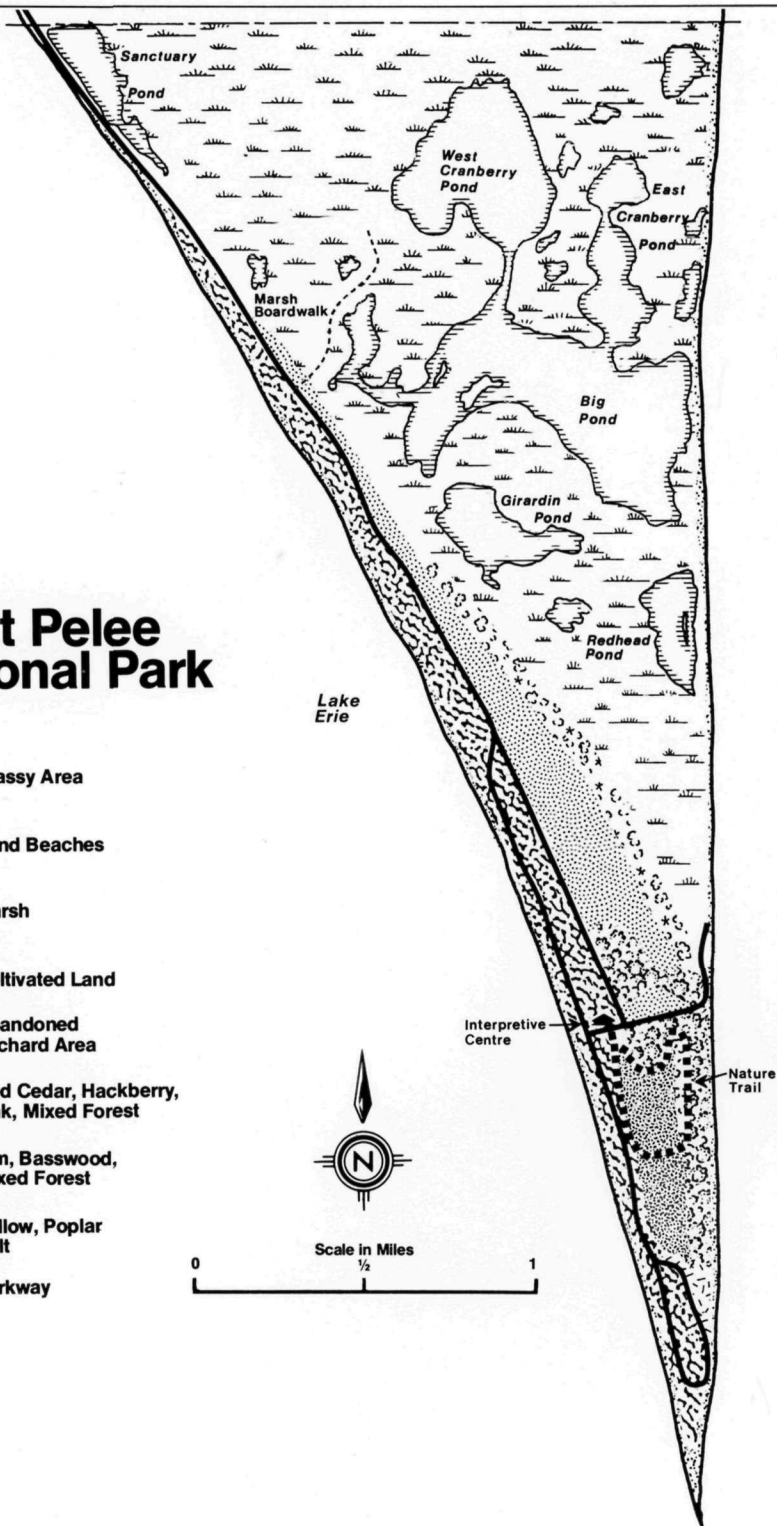 Sanctuary
Pond
West
Cranberry
Pond
East
Cranberry
Pond
Marsh
Boardwalk
Big
Pond
Girardin
Pond
Redhead
Pond
t Pelee
onal Park
Lake
Erie
assy Area
nd Beaches
rsh
ltivated Land
andoned
chard Area
d Cedar, Hackberry,
k, Mixed Forest
m, Basswood,
xed Forest
llow, Poplar
lt
rkway
Interpretive
Centre
Nature
Trail
N
Scale in Miles
0 ½ 1